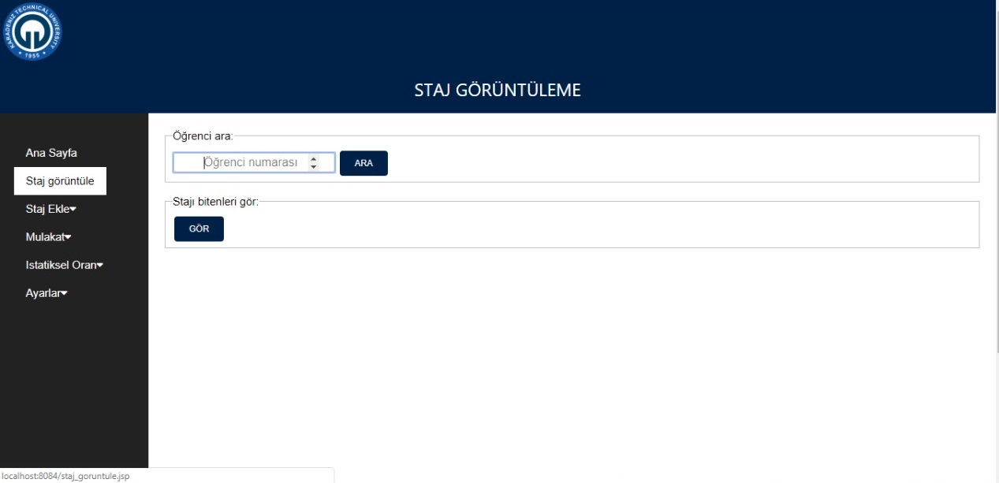 KARADENIZ TECHNICAL UNIVERSITY
1955
STAJ GÖRÜNTÜLEME
Ana Sayfa
Staj görüntüle
Staj Ekle
Mulakat
Istatiksel Oran
Ayarlar
Öğrenci ara:
Öğrenci numarası
ARA
Stajı bitenleri gör:
GÖR
localhost:8084/staj_goruntule.jsp